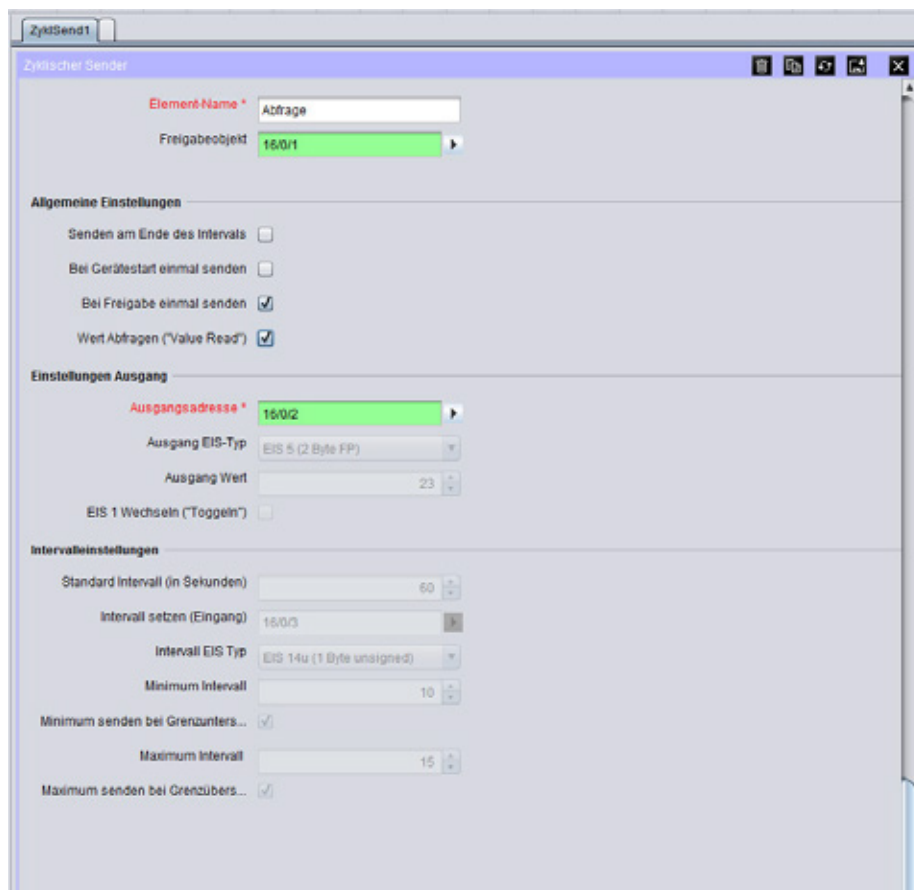 ZyklSend1
Zyklischer Sender
Element-Name * Abfrage
Freigabeobjekt 16/0/1
Allgemeine Einstellungen
Senden am Ende des Intervals
Bei Gerätestart einmal senden
Bei Freigabe einmal senden
Wert Abfragen ("Value Read")
Einstellungen Ausgang
Ausgangsadresse * 16/0/2
Ausgang EIS-Typ EIS 5 (2 Byte FP)
Ausgang Wert 23
EIS 1 Wechseln ("Toggeln")
Intervalleinstellungen
Standard Intervall (in Sekunden) 60
Intervall setzen (Eingang) 16/0/3
Intervall EIS Typ EIS 14u (1 Byte unsigned)
Minimum Intervall 10
Minimum senden bei Grenzunters...
Maximum Intervall 15
Maximum senden bei Grenzübers...